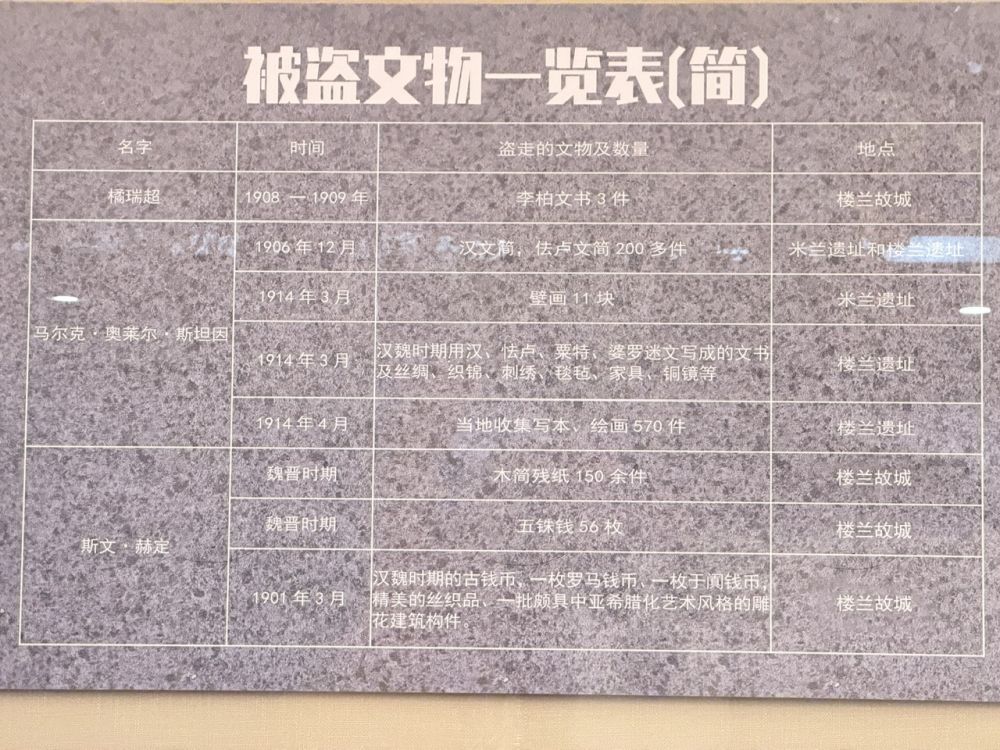 被盗文物一览表(简)
名字 时间 盗走的文物及数量 地点
橘瑞超 1908 — 1909 年 李柏文书 3 件 楼兰故城
马尔克·奥莱尔·斯坦因
1906 年 12 月 汉文简，佉卢文简 200 多件 米兰遗址和楼兰遗址
1914 年 3 月 壁画 11 块 米兰遗址
1914 年 3 月 汉魏时期用汉、佉卢、粟特、婆罗迷文写成的文书
及丝绸、织锦、刺绣、毯毡、家具、铜镜等 楼兰遗址
1914 年 4 月 当地收集写本、绘画 570 件 楼兰遗址
斯文·赫定
魏晋时期 木简残纸 150 余件 楼兰故城
魏晋时期 五铢钱 56 枚 楼兰故城
1901 年 3 月 汉魏时期的古钱币，一枚罗马钱币，一枚于阗钱币，
精美的丝织品、一批颇具中亚希腊化艺术风格的雕
花建筑构件。 楼兰故城